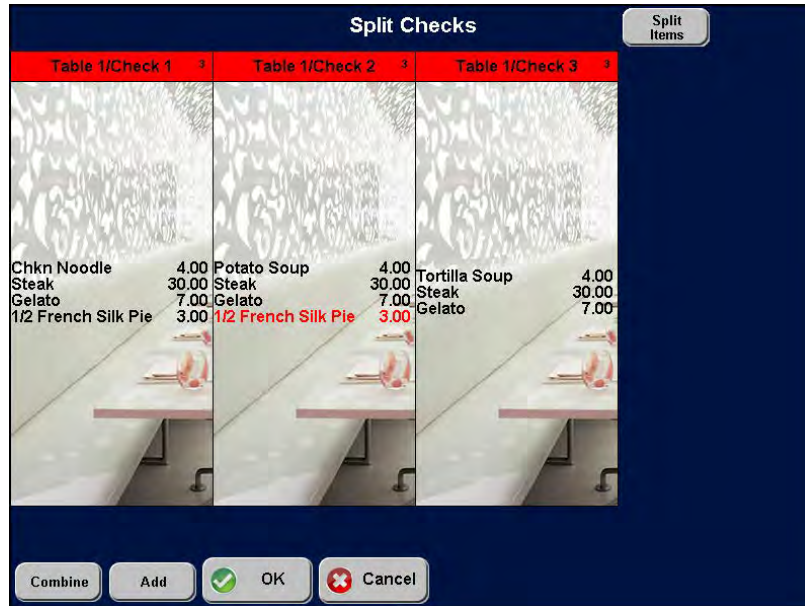 Split Checks
Split
Items
Table 1/Check 1 3
Table 1/Check 2 3
Table 1/Check 3 3
Chkn Noodle 4.00
Steak 30.00
Gelato 7.00
1/2 French Silk Pie 3.00
Potato Soup 4.00
Steak 30.00
Gelato 7.00
1/2 French Silk Pie 3.00
Tortilla Soup 4.00
Steak 30.00
Gelato 7.00
Combine
Add
OK
Cancel